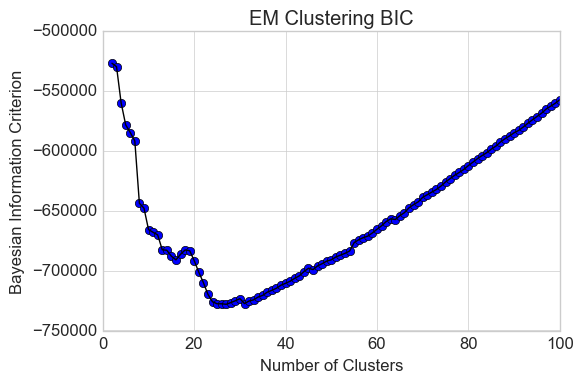 EM Clustering BIC
−500000
−550000
−600000
−650000
−700000
−750000
Bayesian Information Criterion
0 20 40 60 80 100
Number of Clusters